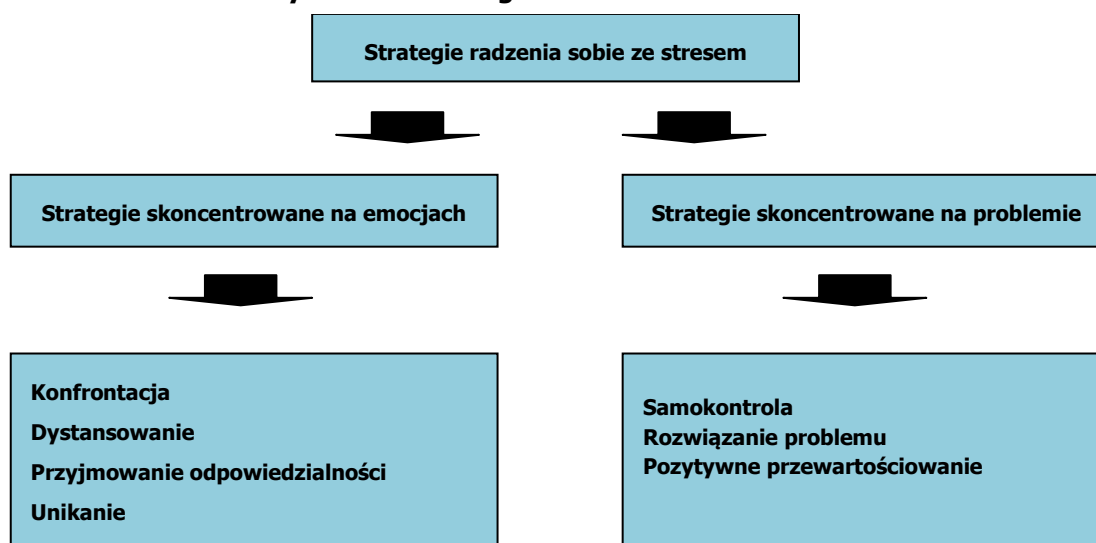 Strategie radzenia sobie ze stresem
Strategie skoncentrowane na emocjach
Strategie skoncentrowane na problemie
Konfrontacja
Dystansowanie
Przyjmowanie odpowiedzialności
Unikanie
Samokontrola
Rozwiązanie problemu
Pozytywne przewartościowanie